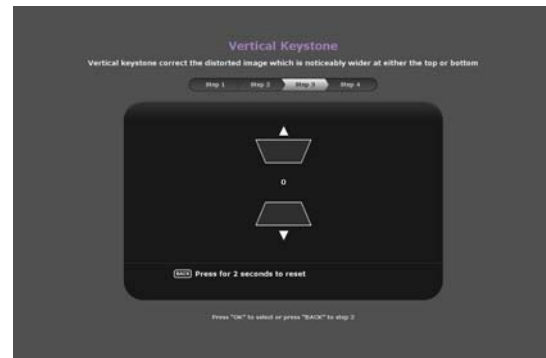 Vertical Keystone
Vertical keystone correct the distorted image which is noticeably wider at either the top or bottom
Step 1 Step 2 Step 3 Step 4
0
BACK Press for 2 seconds to reset
Press "OK" to select or press "BACK" to step 2